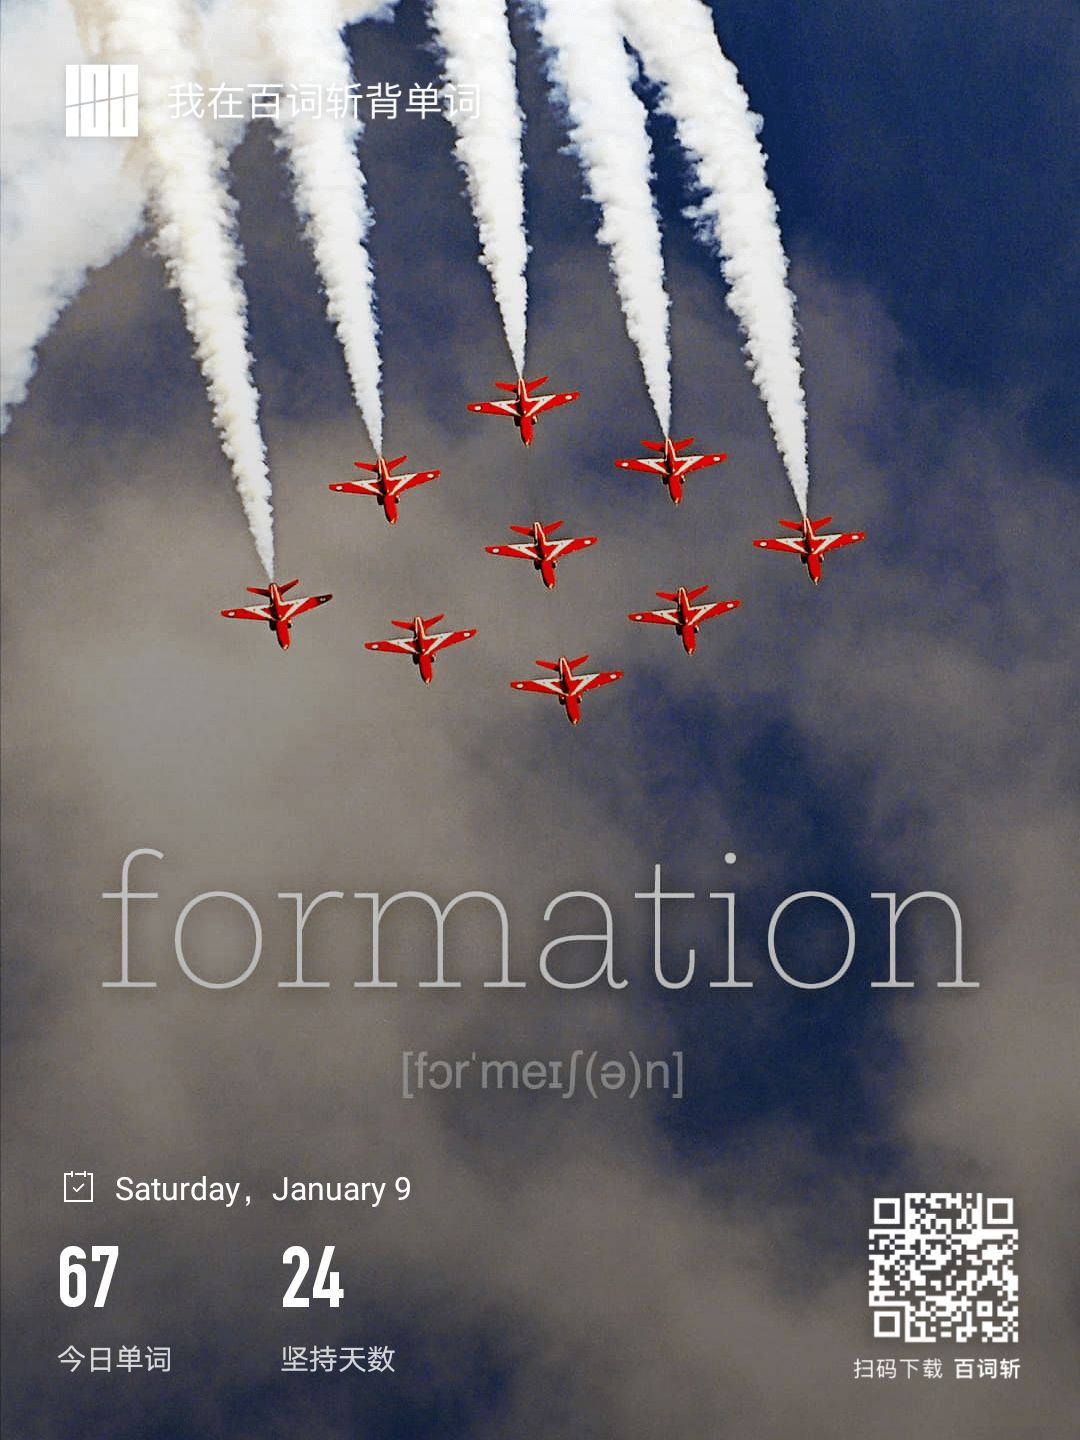 我在百词斩背单词
formation
[fɔrˈmeɪʃ(ə)n]
Saturday，January 9
67
今日单词
24
坚持天数
扫码下载 百词斩